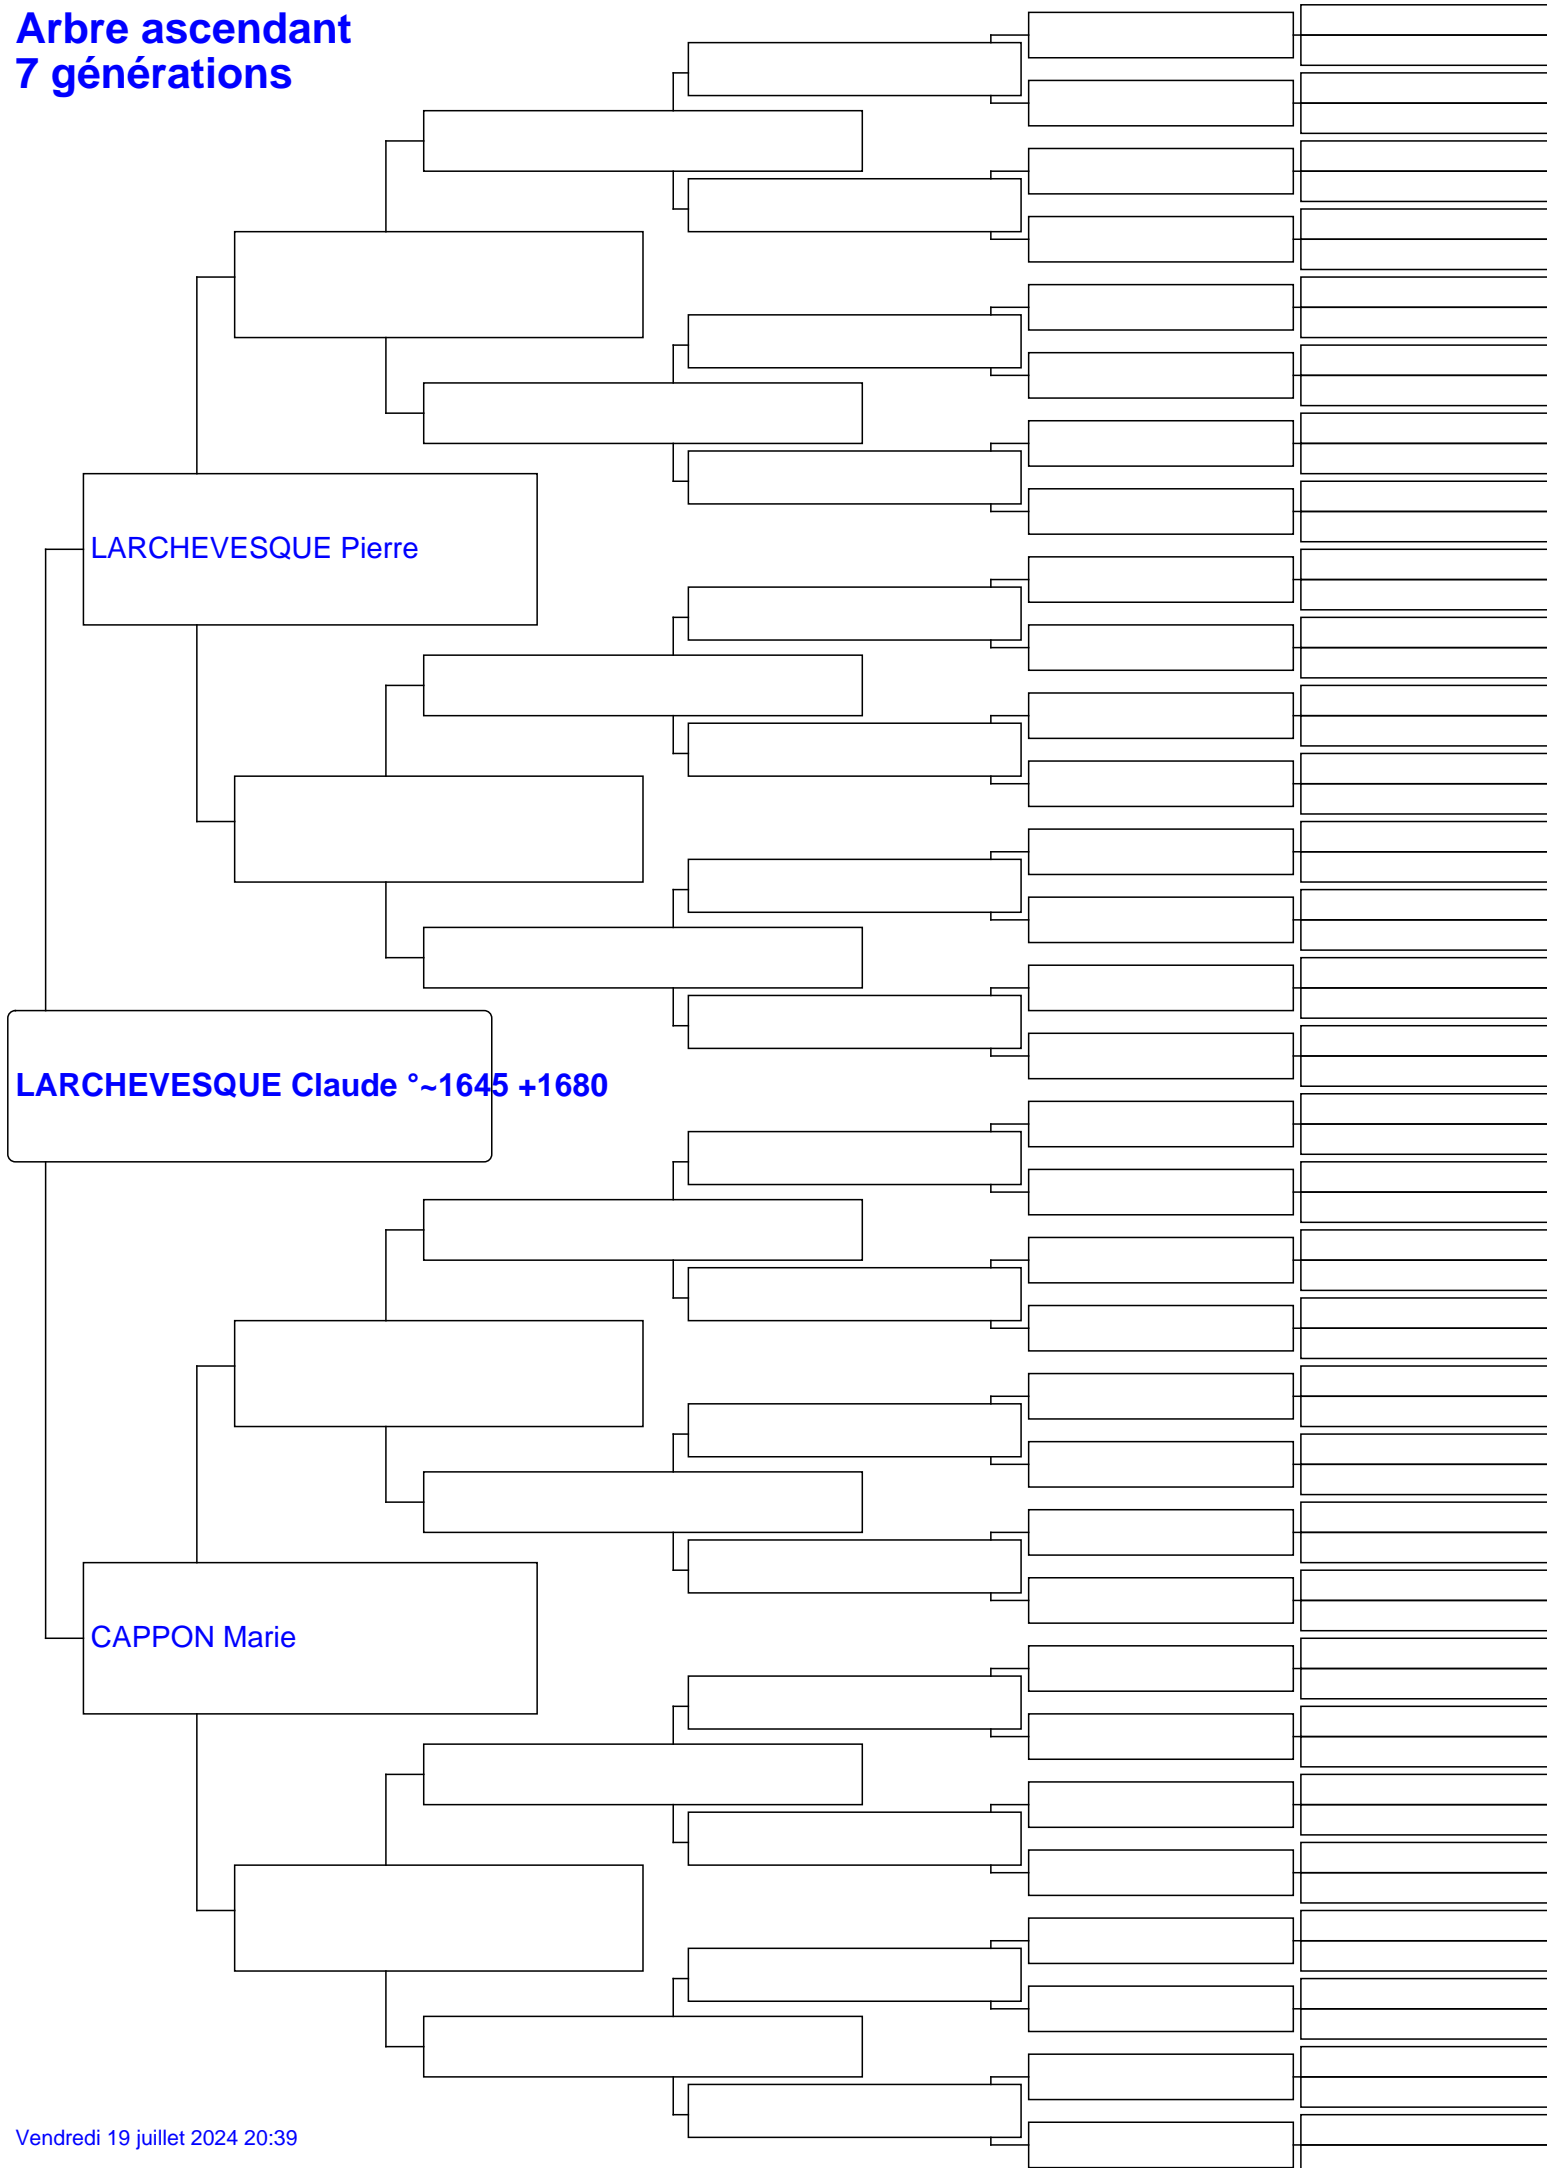 Arbre ascendant
7 générations
LARCHEVESQUE Pierre
LARCHEVESQUE Claude °~1645 +1680
CAPPON Marie
Vendredi 19 juillet 2024 20:39